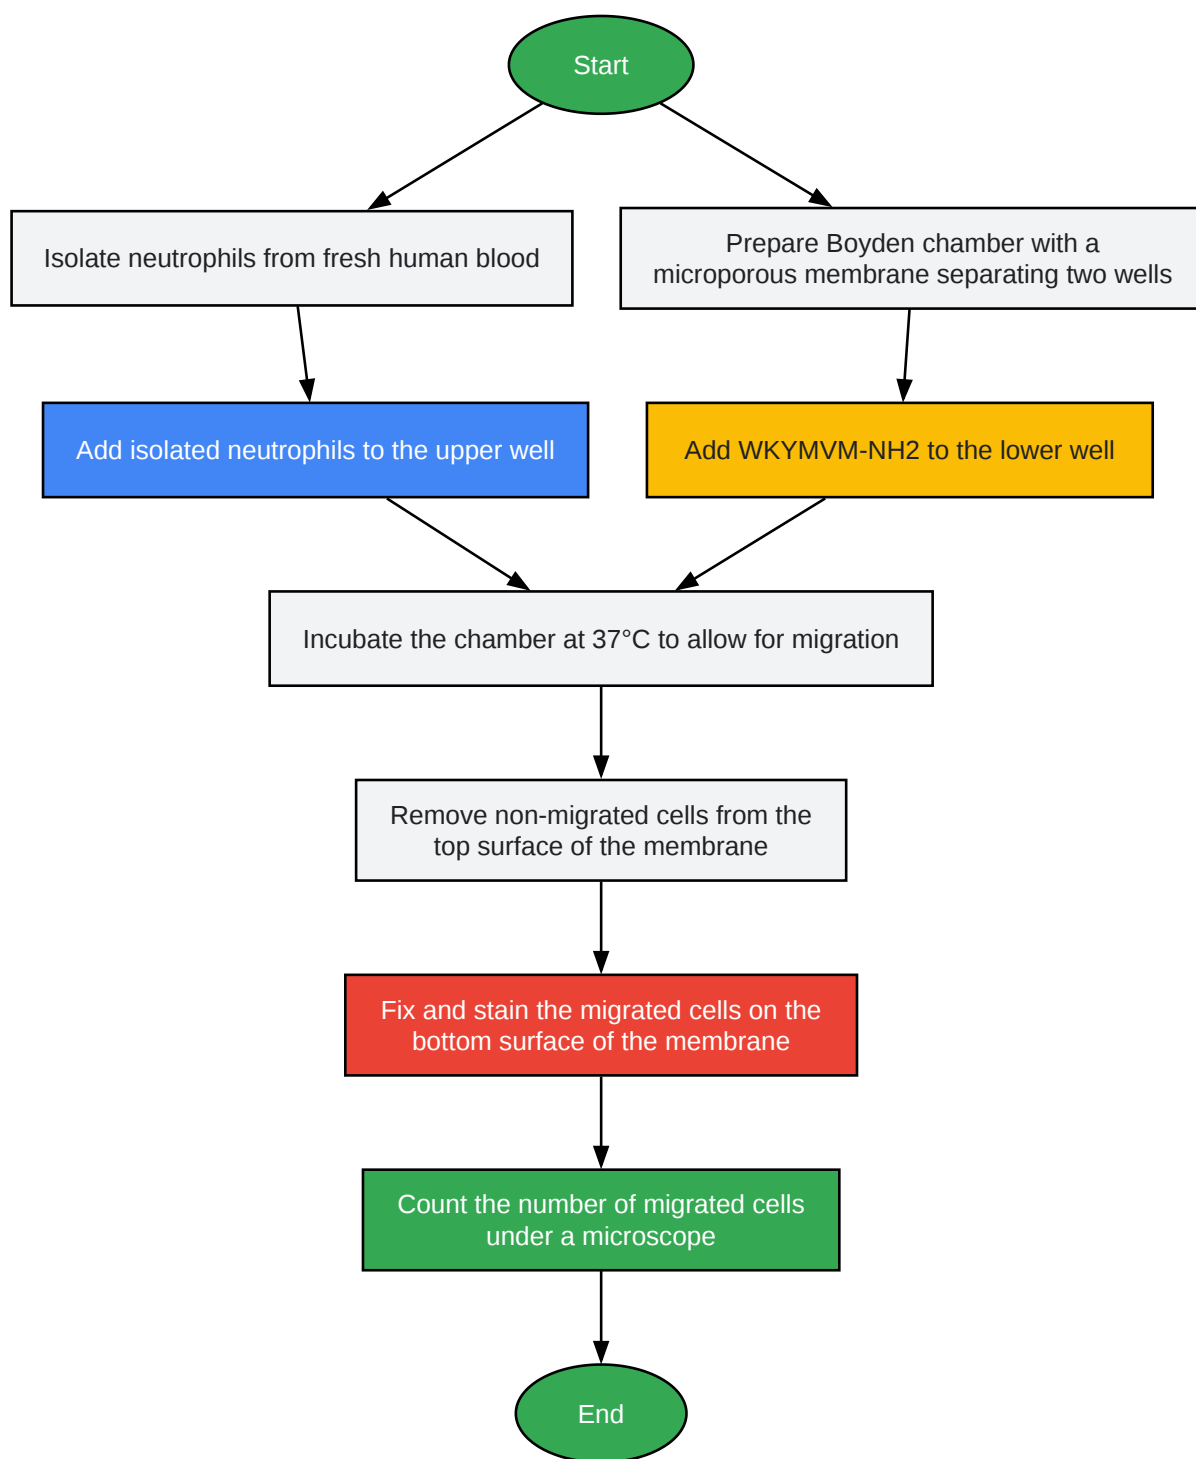 Start
Isolate neutrophils from fresh human blood
Prepare Boyden chamber with a
microporous membrane separating two wells
Add isolated neutrophils to the upper well
Add WKYMVM-NH2 to the lower well
Incubate the chamber at 37°C to allow for migration
Remove non-migrated cells from the
top surface of the membrane
Fix and stain the migrated cells on the
bottom surface of the membrane
Count the number of migrated cells
under a microscope
End